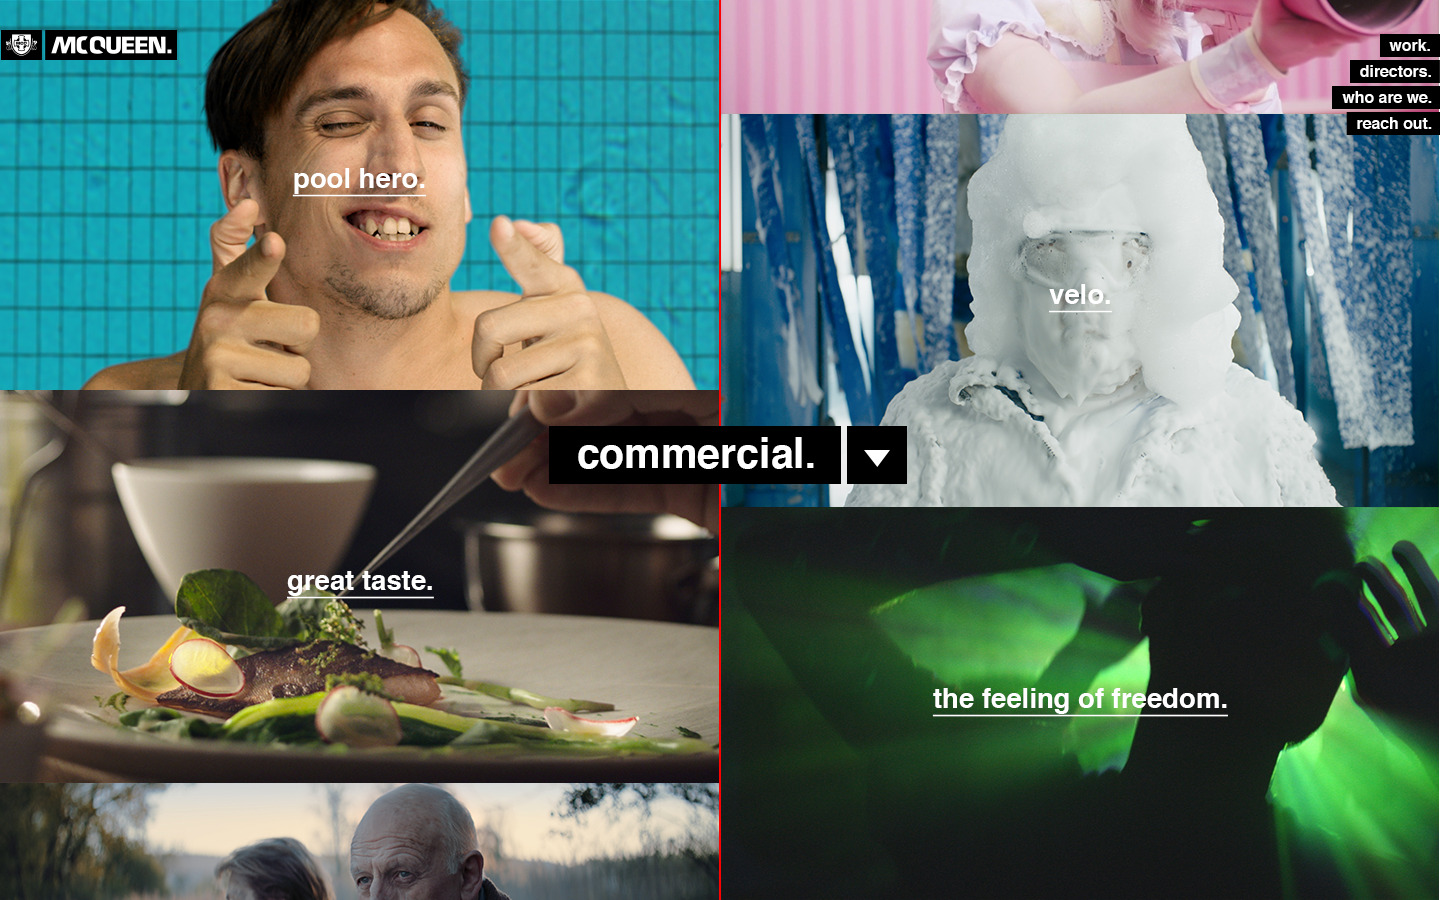 MCQUEEN.
work.
directors.
who are we.
reach out.
pool hero.
velo.
commercial.
great taste.
the feeling of freedom.